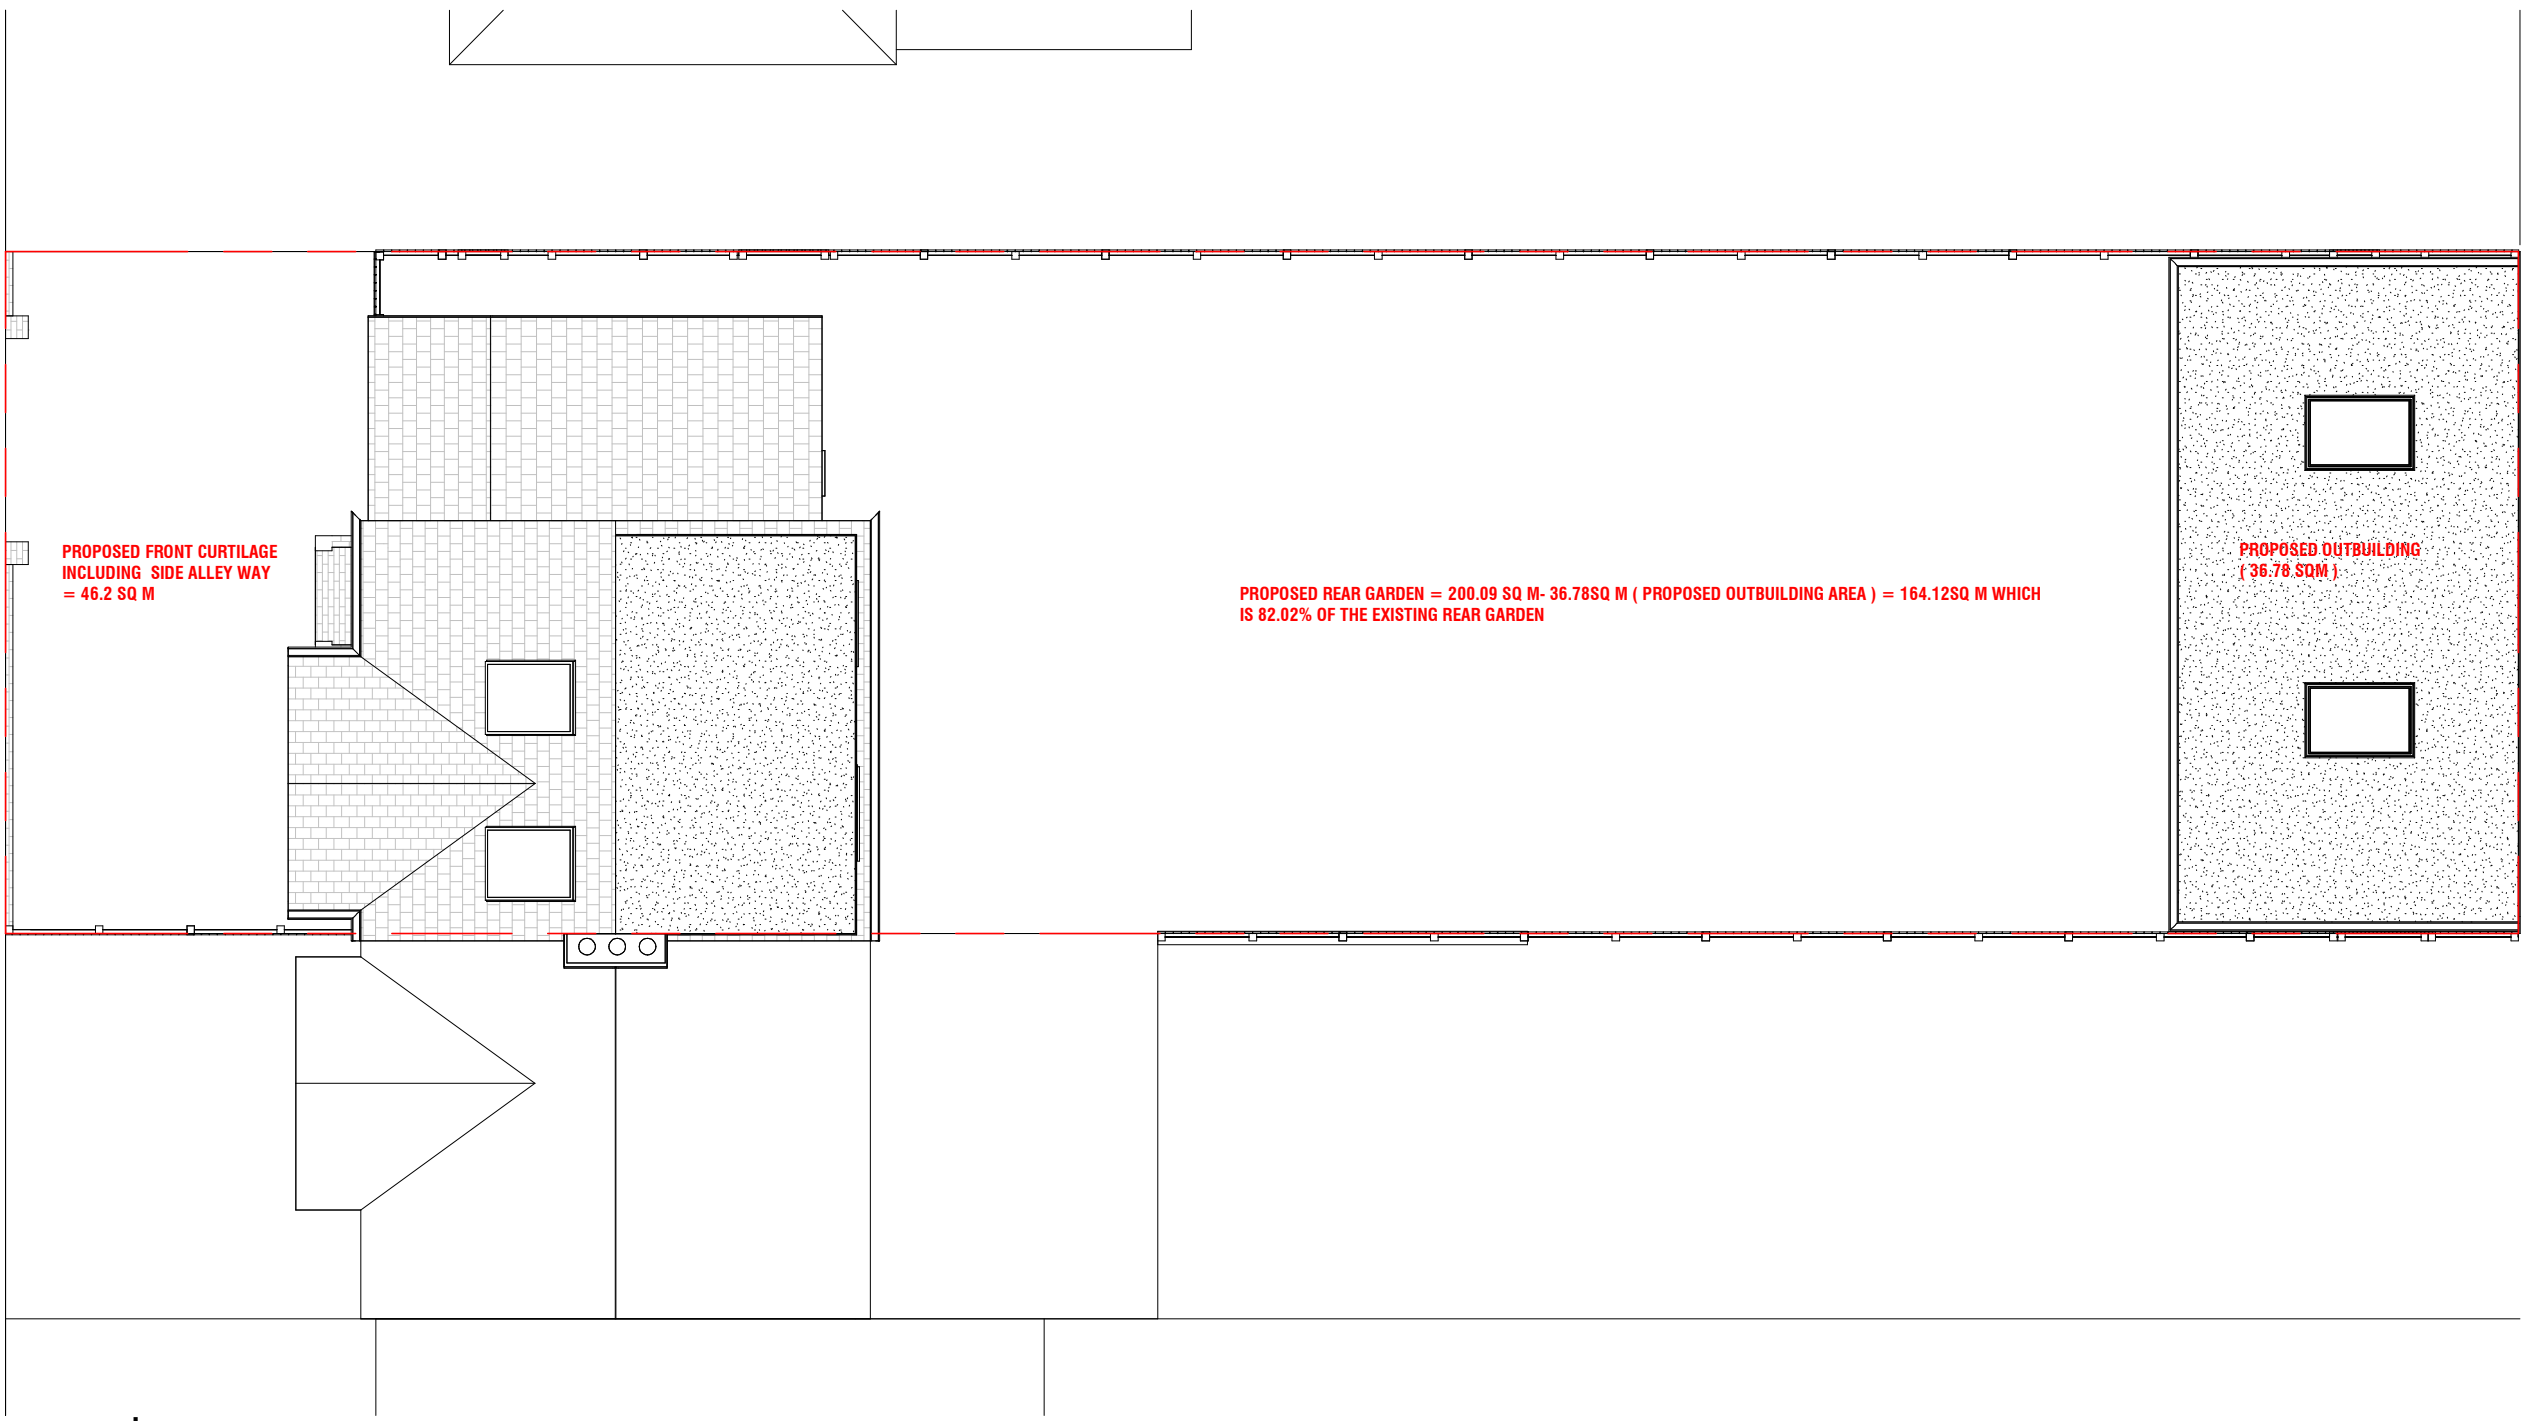 PROPOSED FRONT CURTILAGE
INCLUDING SIDE ALLEY WAY
= 46.2 SQ M
PROPOSED REAR GARDEN = 200.09 SQ M- 36.78SQ M ( PROPOSED OUTBUILDING AREA ) = 164.12SQ M WHICH
IS 82.02% OF THE EXISTING REAR GARDEN
PROPOSED OUTBUILDING
( 36.78 SQM )